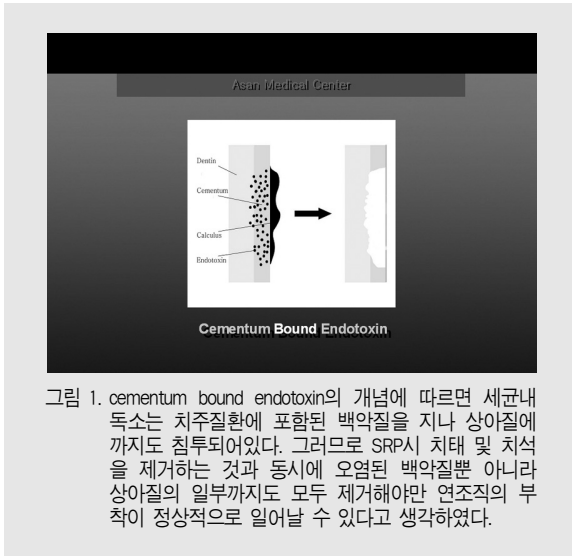 Asan Medical Center
Dentin
Cementum
Calculus
Endotoxin
Cementum Bound Endotoxin
그림 1. cementum bound endotoxin의 개념에 따르면 세균내
독소는 치주질환에 포함된 백악질을 지나 상아질에
까지도 침투되어있다. 그러므로 SRP시 치태 및 치석
을 제거하는 것과 동시에 오염된 백악질뿐 아니라
상아질의 일부까지도 모두 제거해야만 연조직의 부
착이 정상적으로 일어날 수 있다고 생각하였다.